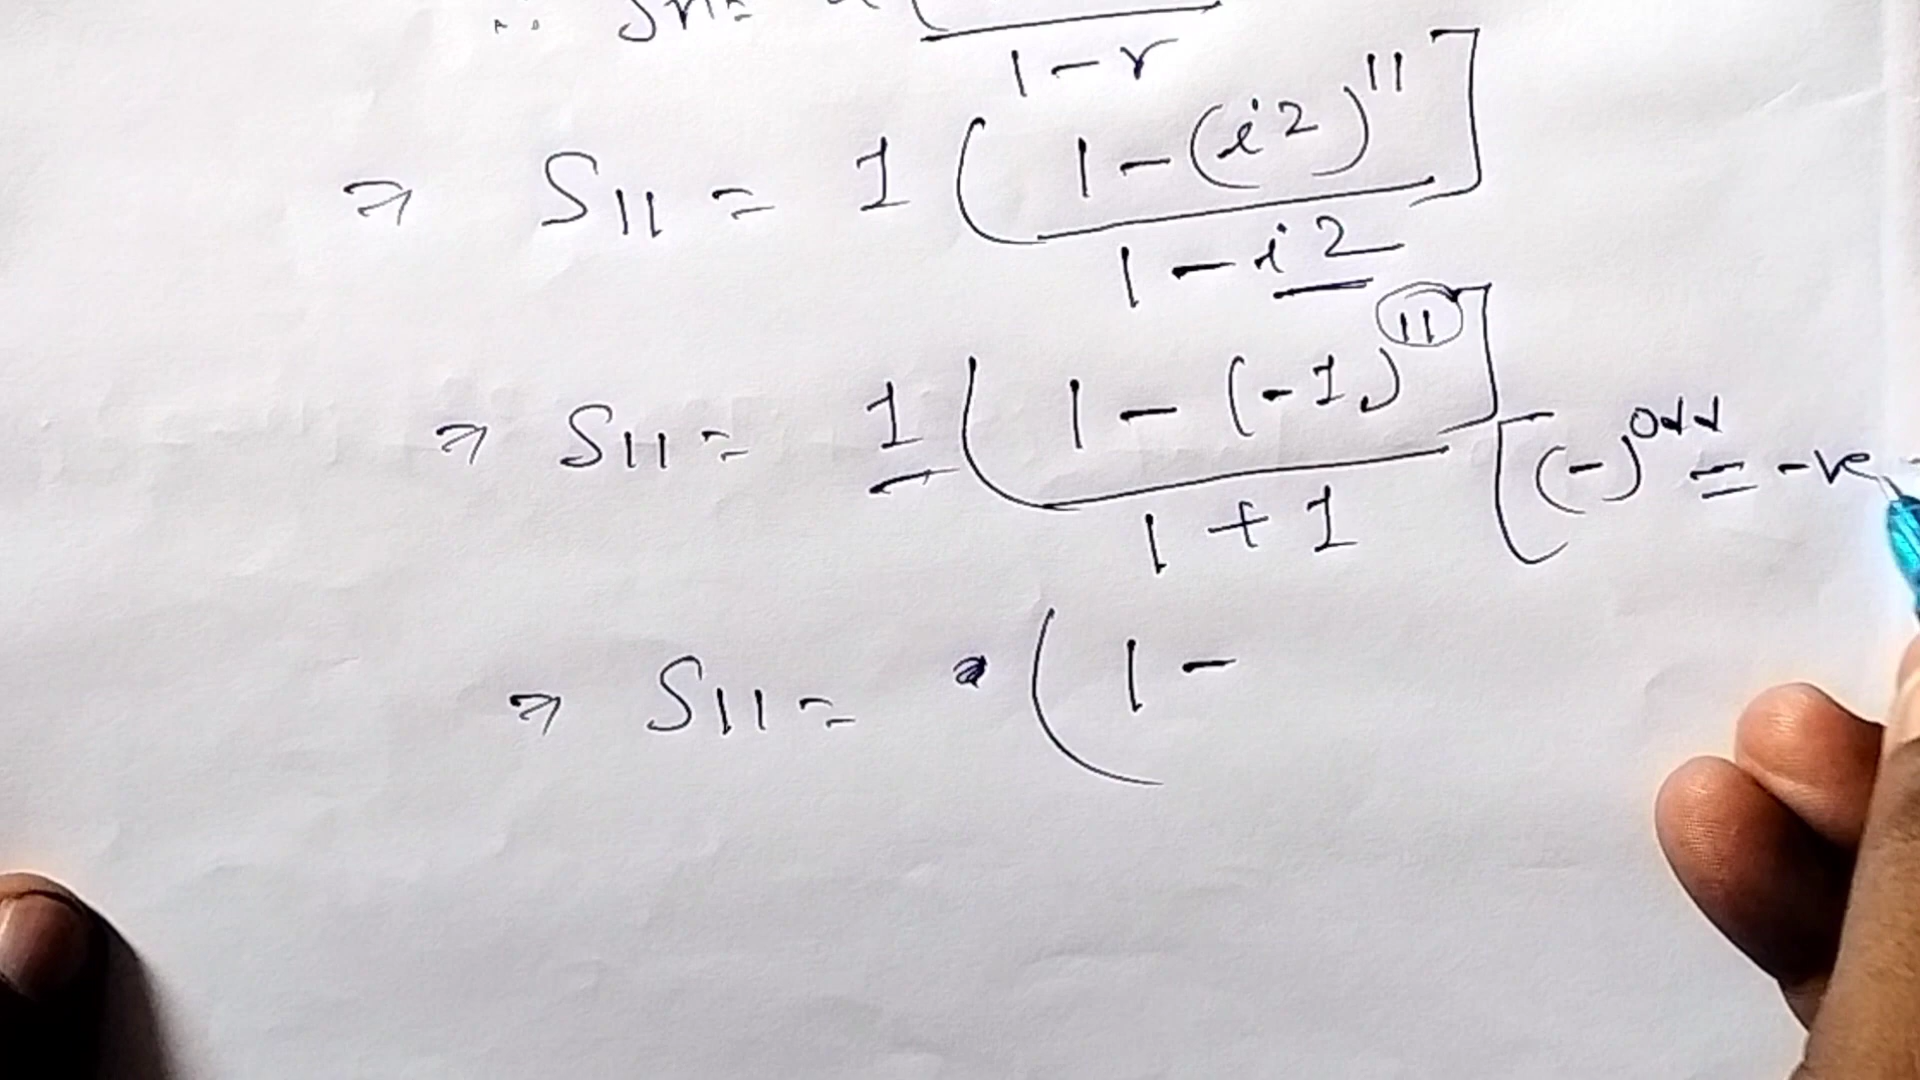 ∴ Sn =
1 - r
⇒ S11 = 1 ( 1 - (i2)^11 ]
1 - i2
⇒ S11 = 1 ( 1 - (-1)^11 ] [ (-)^odd = -ve
1 + 1
⇒ S11 = ( 1 -